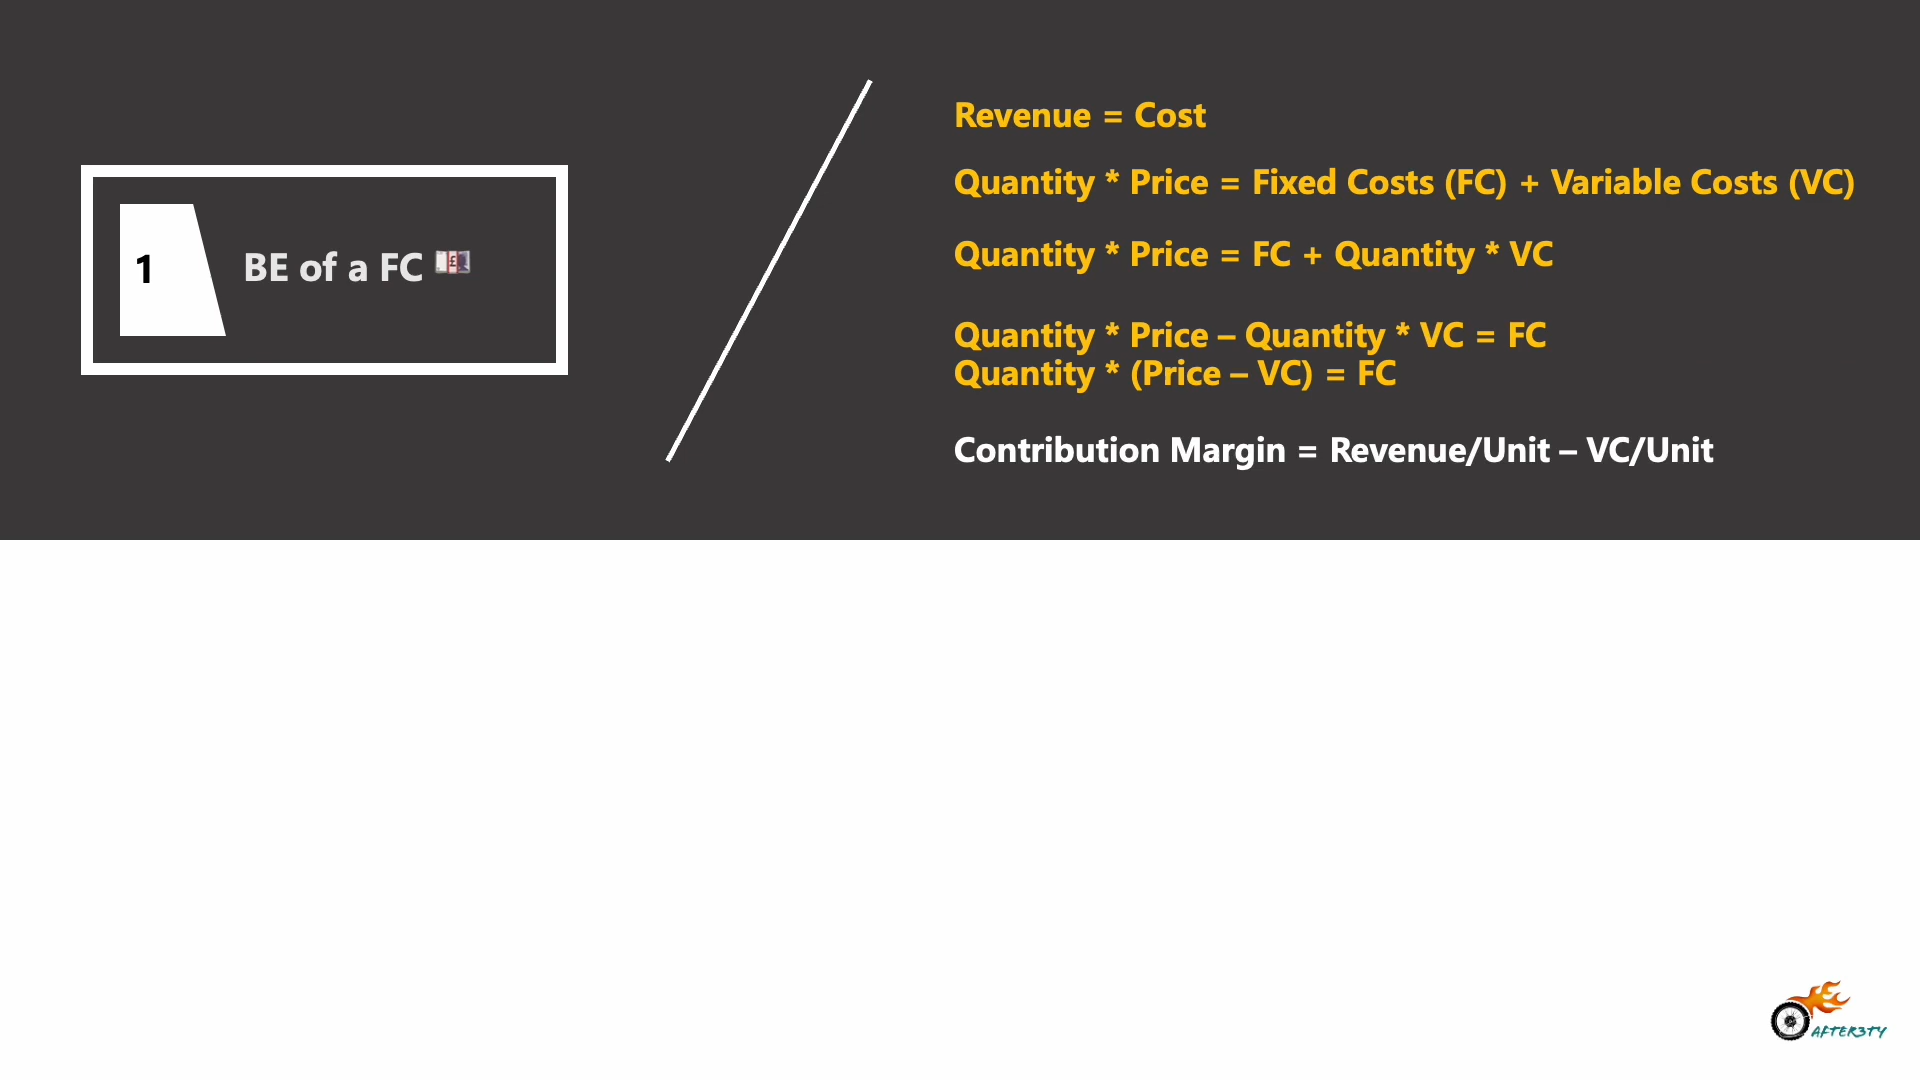 1
BE of a FC 💷
Revenue = Cost
Quantity * Price = Fixed Costs (FC) + Variable Costs (VC)
Quantity * Price = FC + Quantity * VC
Quantity * Price – Quantity * VC = FC
Quantity * (Price – VC) = FC
Contribution Margin = Revenue/Unit – VC/Unit
AFTER3TY